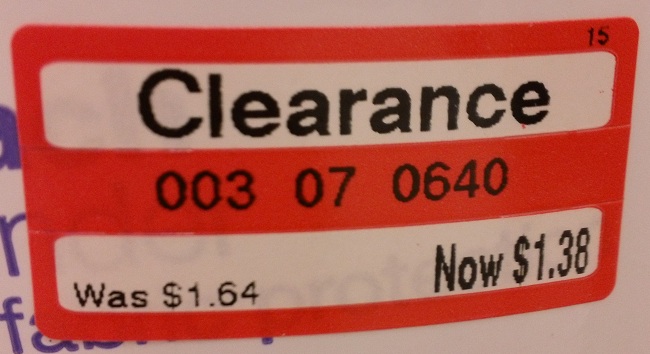 15
Clearance
003 07 0640
Was $1.64 Now $1.38